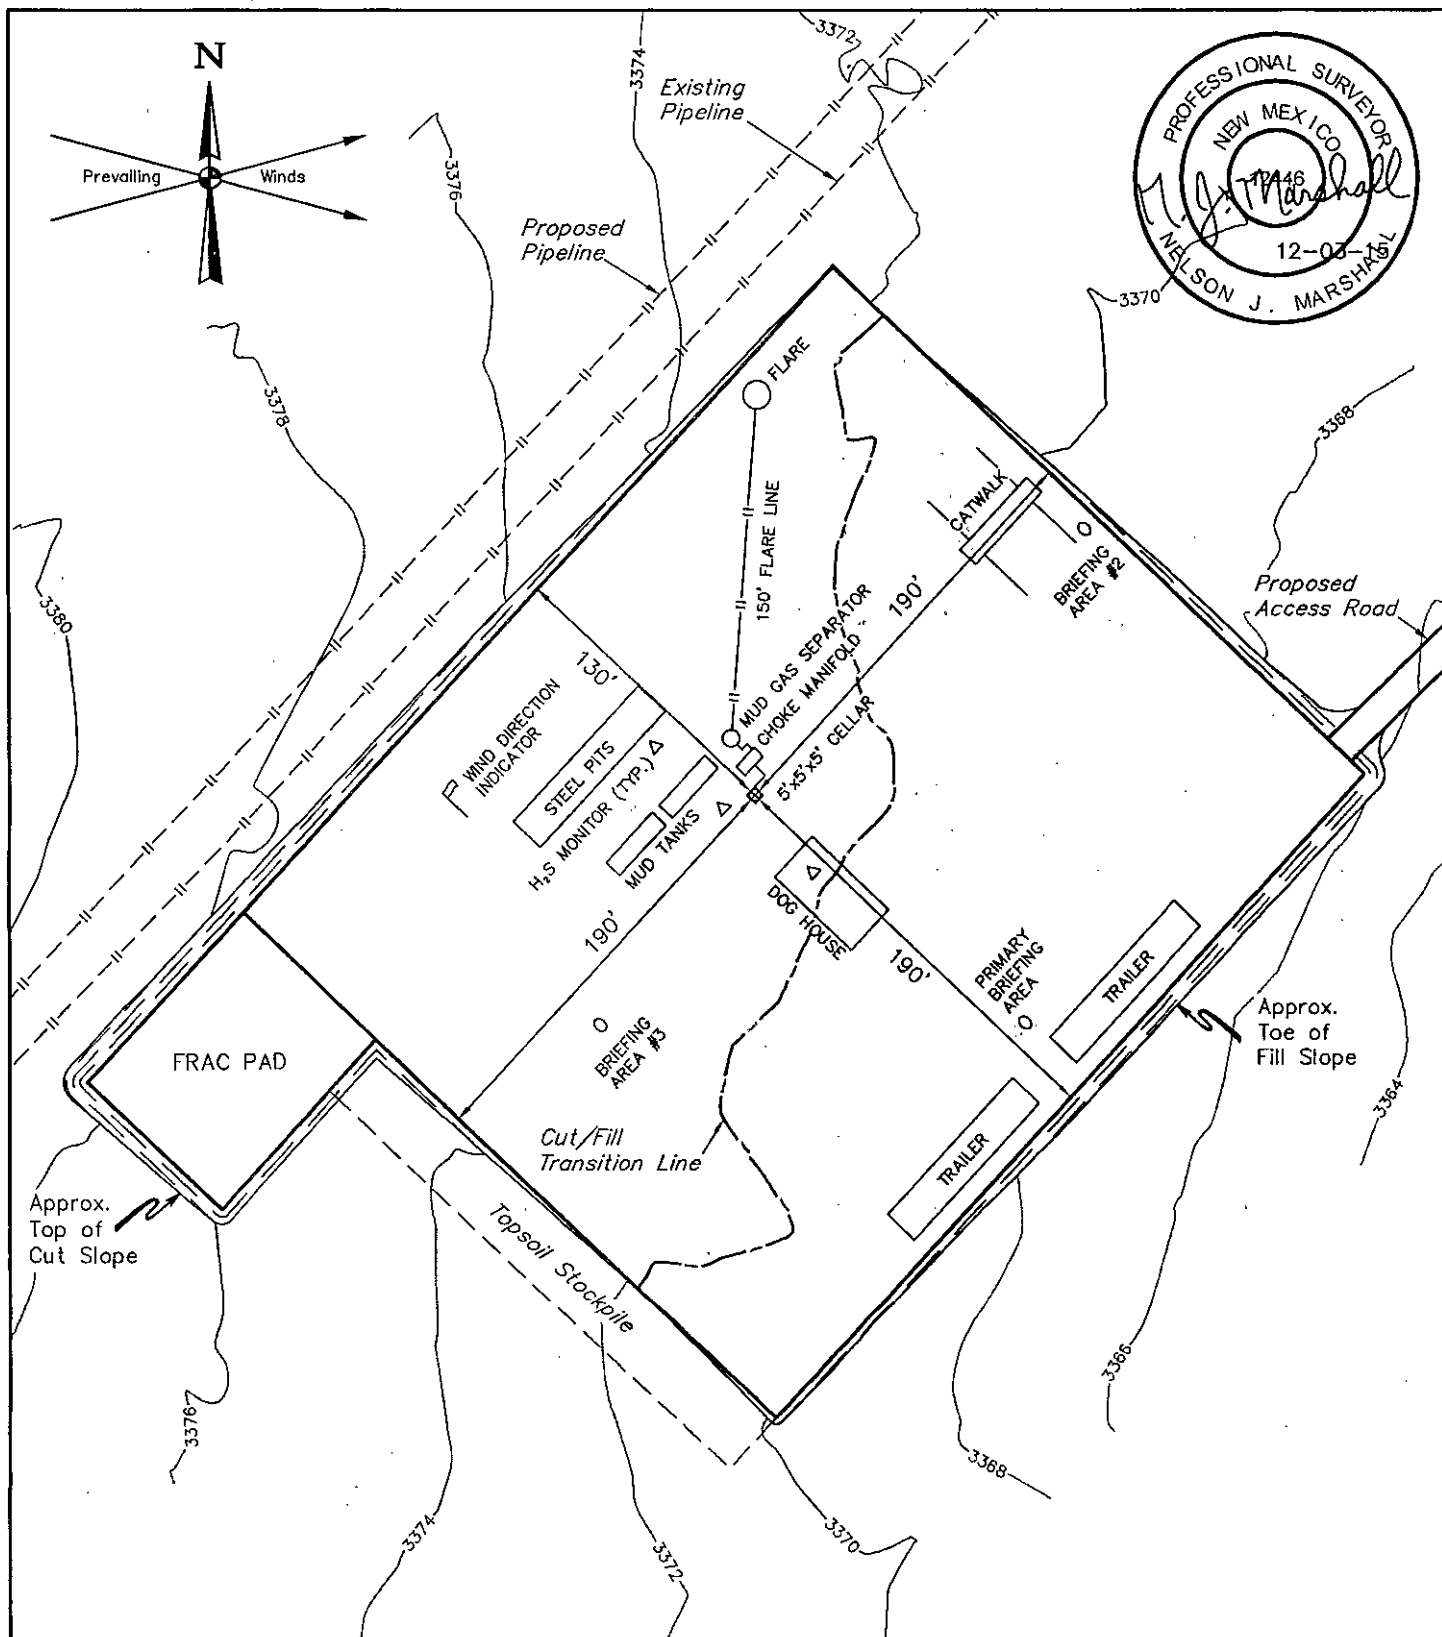 N
Prevailing Winds
3372
3374
Existing
Pipeline
3376
Proposed
Pipeline
PROFESSIONAL SURVEYOR
NEW MEXICO
12446
N. J. Marshall
12-03-15
NELSON J. MARSHALL
3370
3378
FLARE
3368
CATWALK
BRIEFING
AREA #2
Proposed
Access Road
150' FLARE LINE
190'
3380
MUD GAS SEPARATOR
CHOKE MANIFOLD
130'
WIND DIRECTION
INDICATOR
STEEL PITS
H₂S MONITOR (TYP.)
MUD TANKS
5'x5'x5' CELLAR
DOG HOUSE
190'
190'
PRIMARY
BRIEFING
AREA
TRAILER
Approx.
Toe of
Fill Slope
FRAC PAD
BRIEFING
AREA #3
3364
Cut/Fill
Transition Line
TRAILER
Approx.
Top of
Cut Slope
Topsoil Stockpile
3366
3376
3368
3374
3372
3370